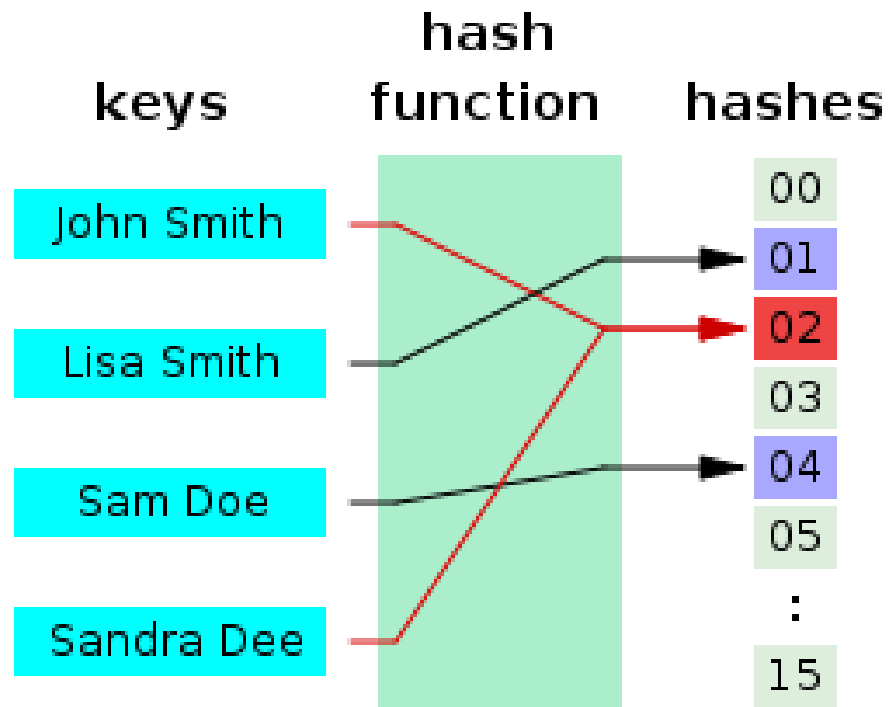 keys
hash
function
hashes
John Smith
Lisa Smith
Sam Doe
Sandra Dee
00
01
02
03
04
05
:
15